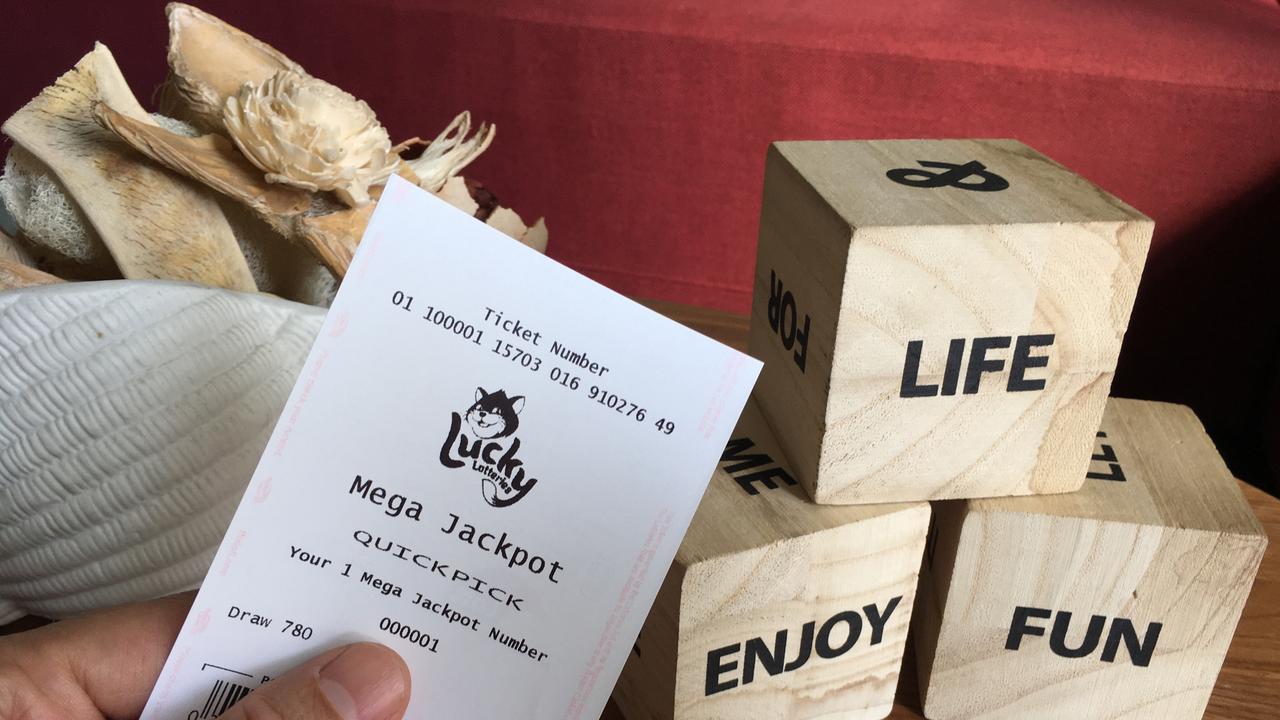 Ticket Number
01 100001 15703 016 910276 49
Lucky
Lotteries
Mega Jackpot
QUICKPICK
Your 1 Mega Jackpot Number
000001
Draw 780
&
FOR
LIFE
ME
ENJOY
FUN